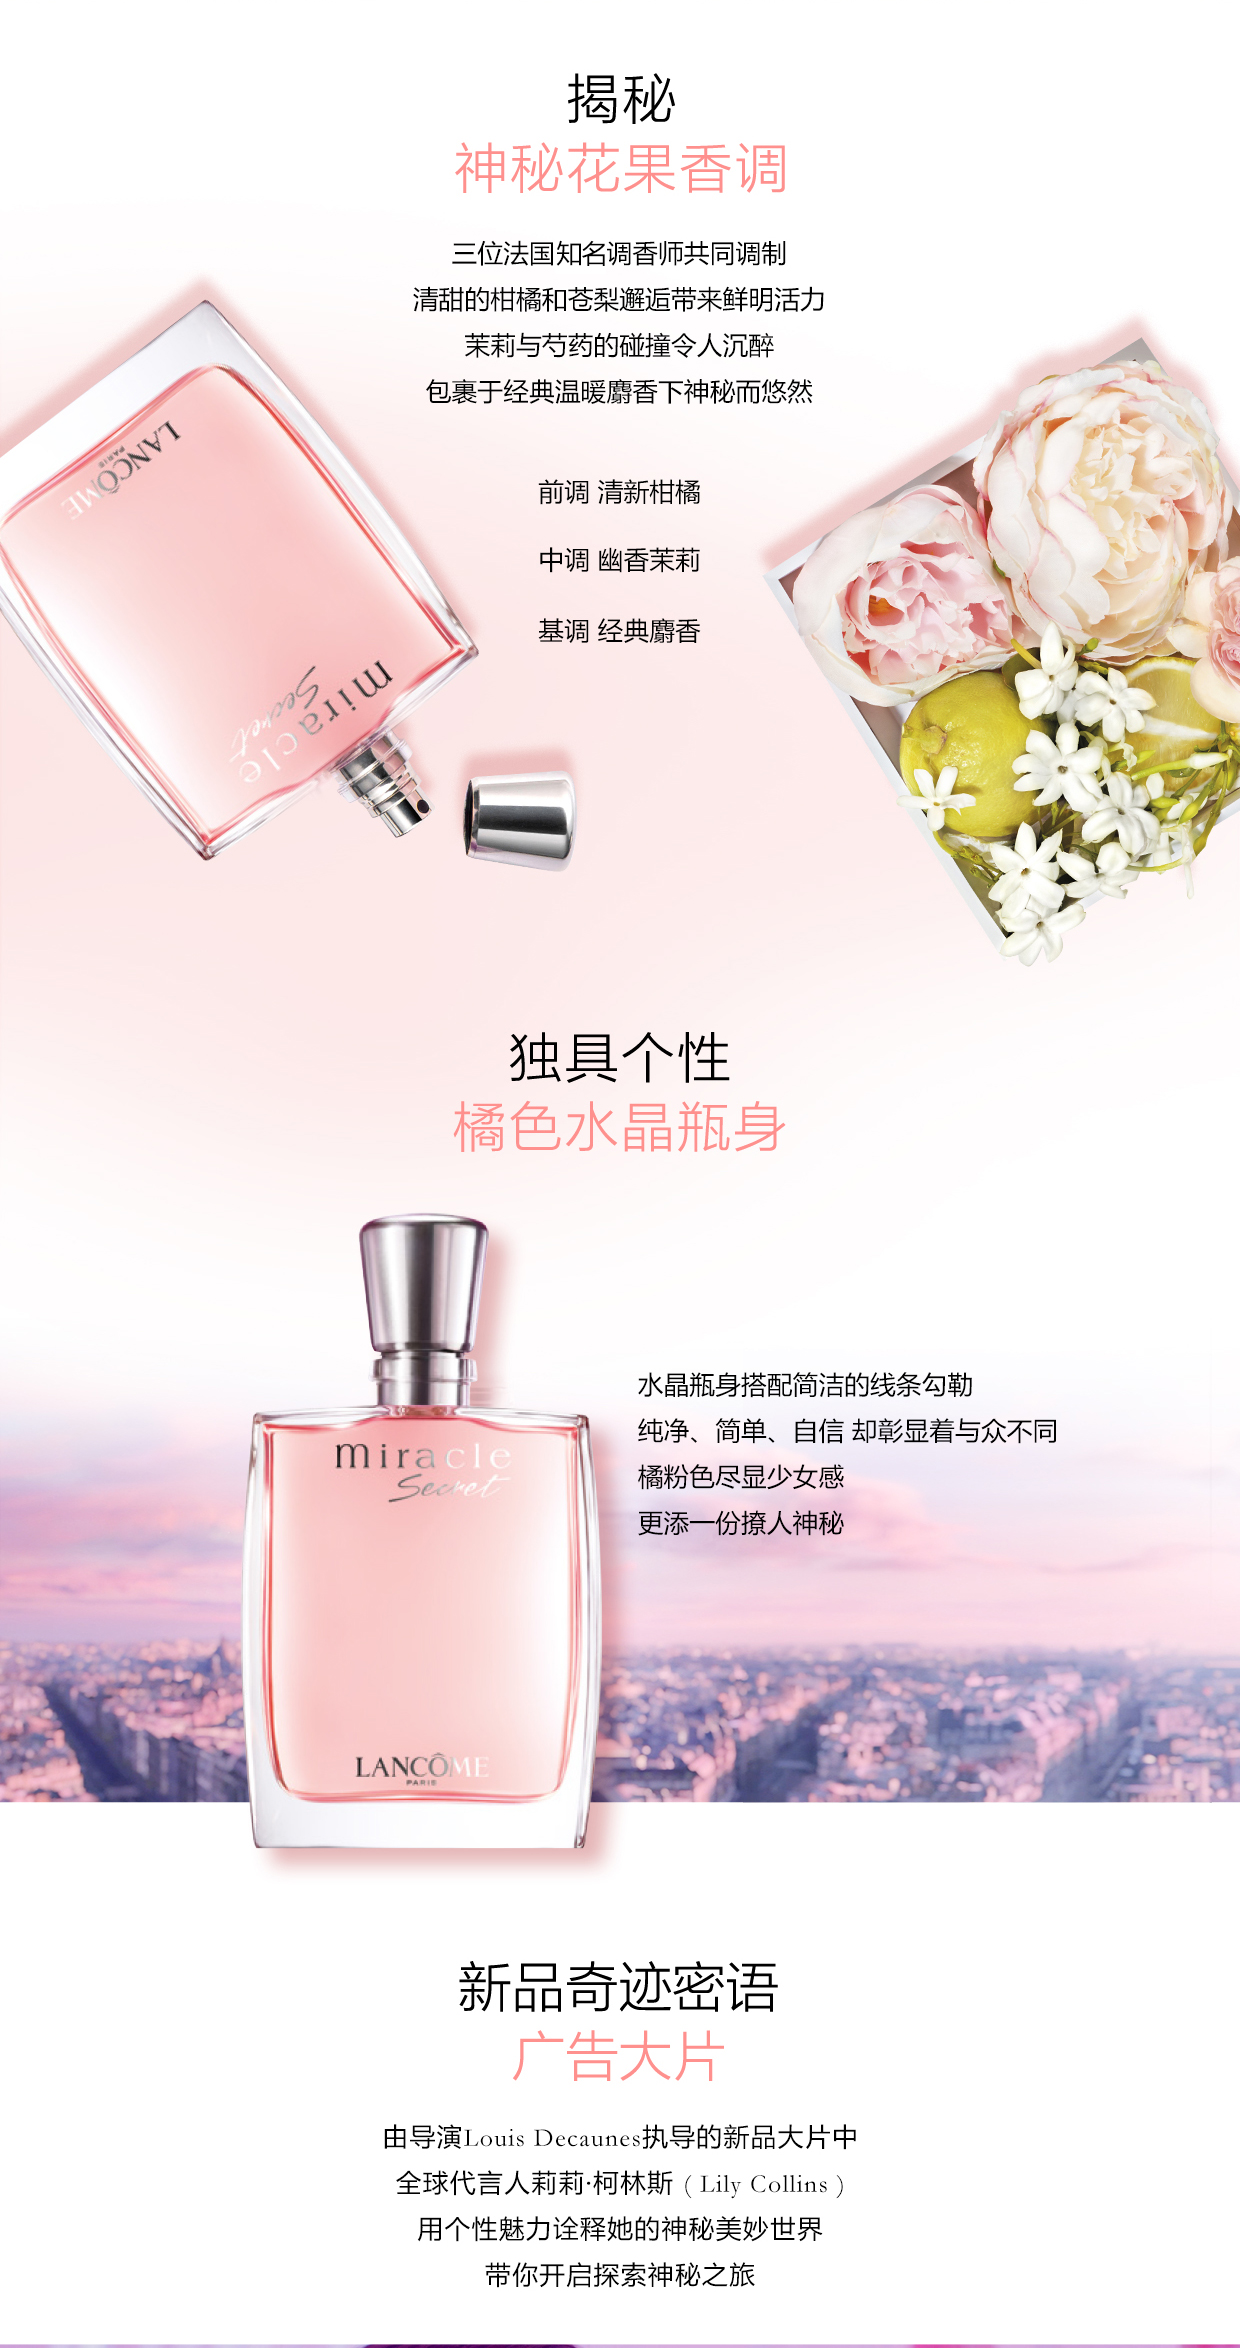 揭秘
神秘花果香调
三位法国知名调香师共同调制
清甜的柑橘和苍梨邂逅带来鲜明活力
茉莉与芍药的碰撞令人沉醉
包裹于经典温暖麝香下神秘而悠然
LANCÔME
PARIS
miracle
Secret
前调 清新柑橘
中调 幽香茉莉
基调 经典麝香
独具个性
橘色水晶瓶身
miracle
Secret
LANCÔME
PARIS
水晶瓶身搭配简洁的线条勾勒
纯净、简单、自信 却彰显着与众不同
橘粉色尽显少女感
更添一份撩人神秘
新品奇迹密语
广告大片
由导演Louis Decaunes执导的新品大片中
全球代言人莉莉·柯林斯 ( Lily Collins )
用个性魅力诠释她的神秘美妙世界
带你开启探索神秘之旅